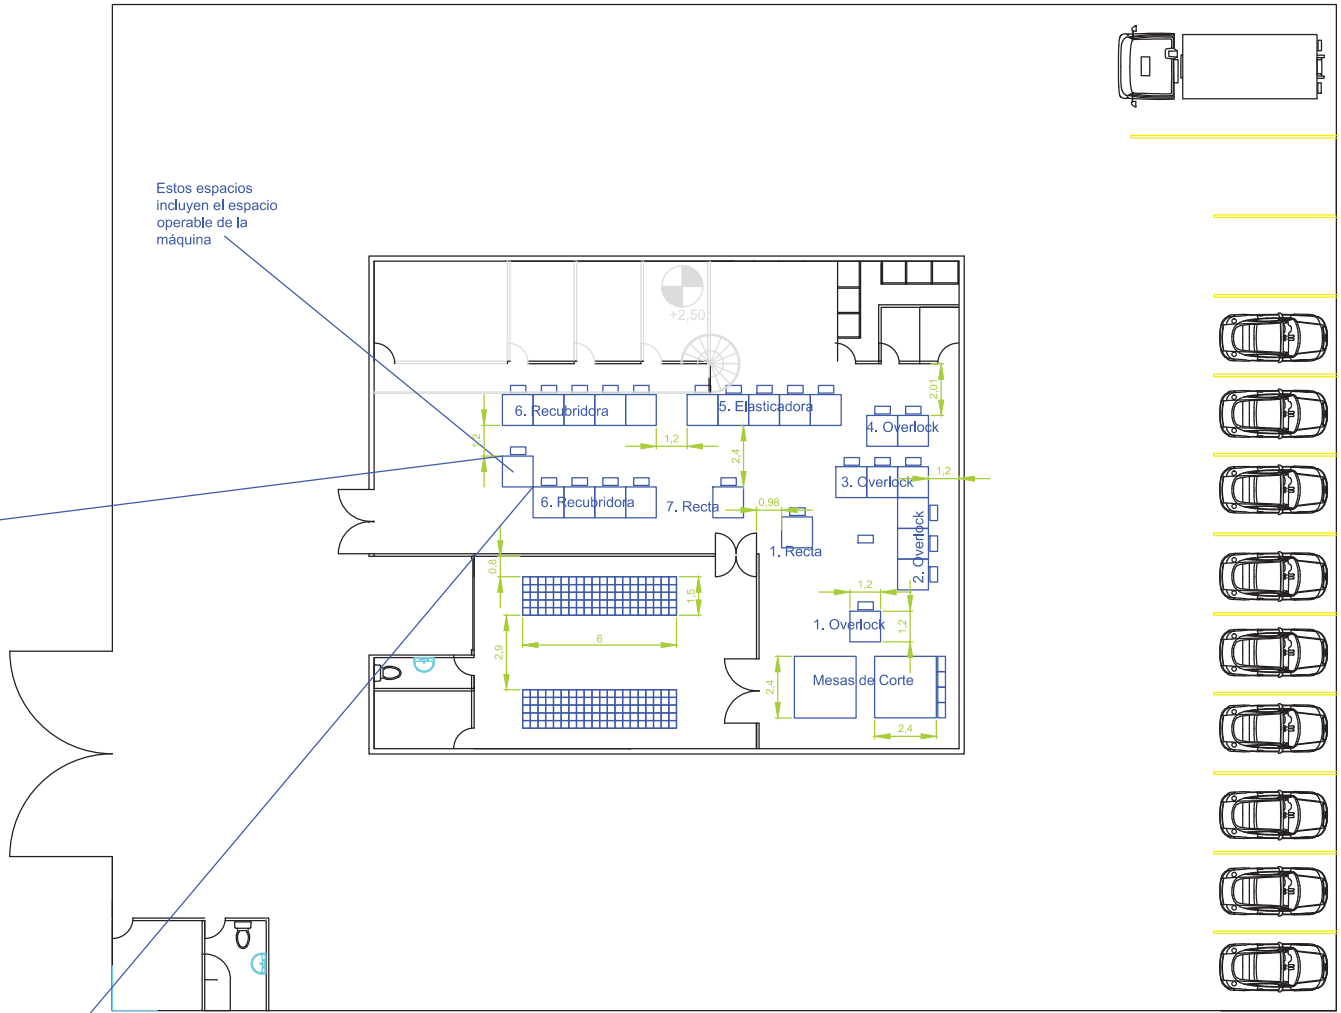 Estos espacios
incluyen el espacio
operable de la
máquina
+2,50
6. Recubridora
5. Elasticadora
2,01
4. Overlock
1,2
1,2
2,4
3. Overlock
1,2
6. Recubridora
7. Recta
0,98
1. Recta
2. Overlock
0,8
1,5
6
2,9
1,2
1. Overlock
1,2
Mesas de Corte
2,4
2,4